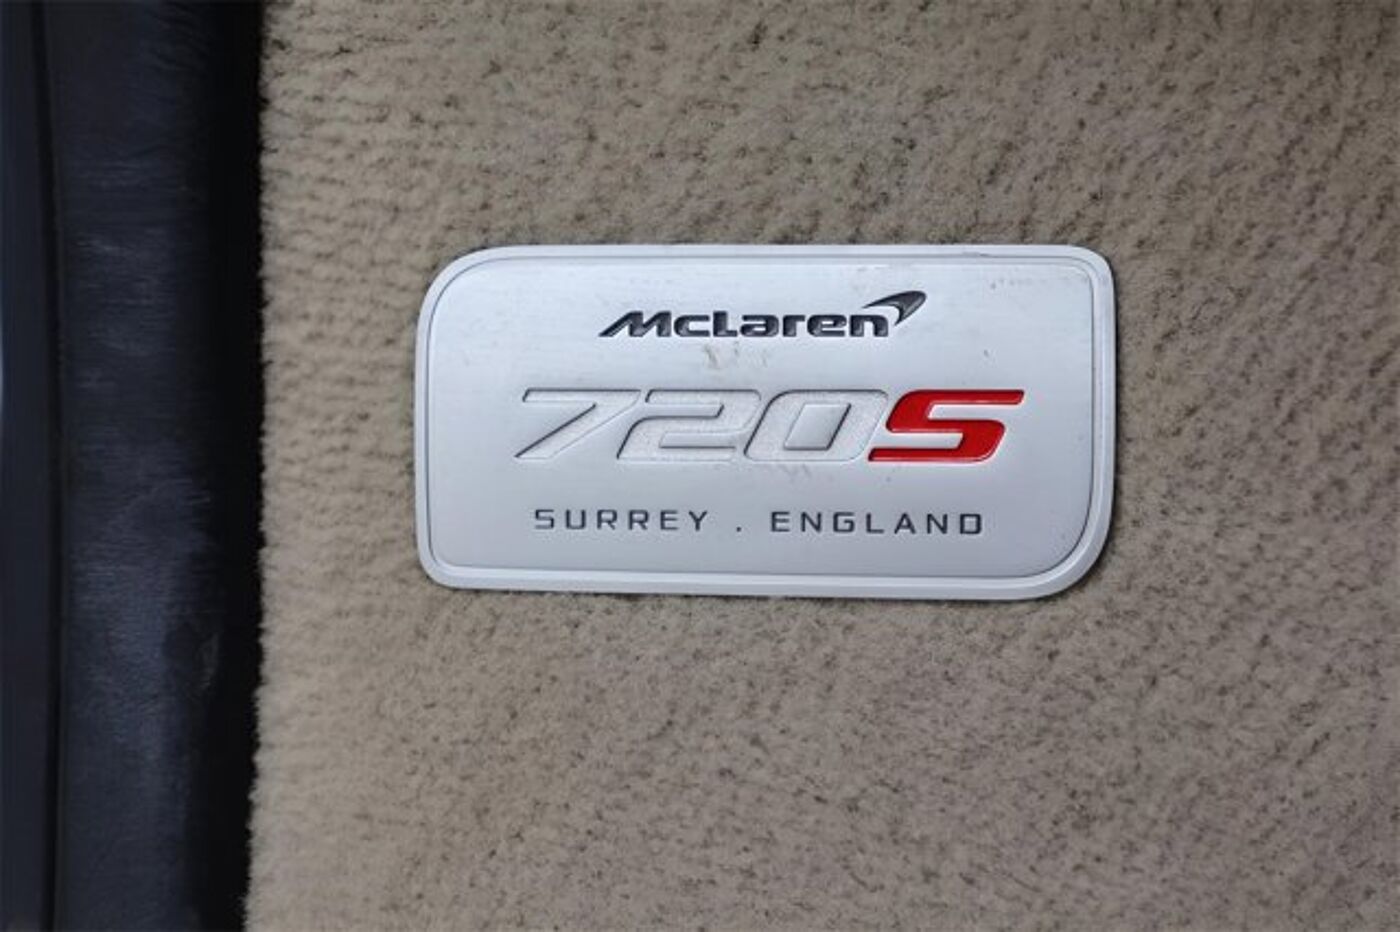 McLaren
720S
SURREY . ENGLAND